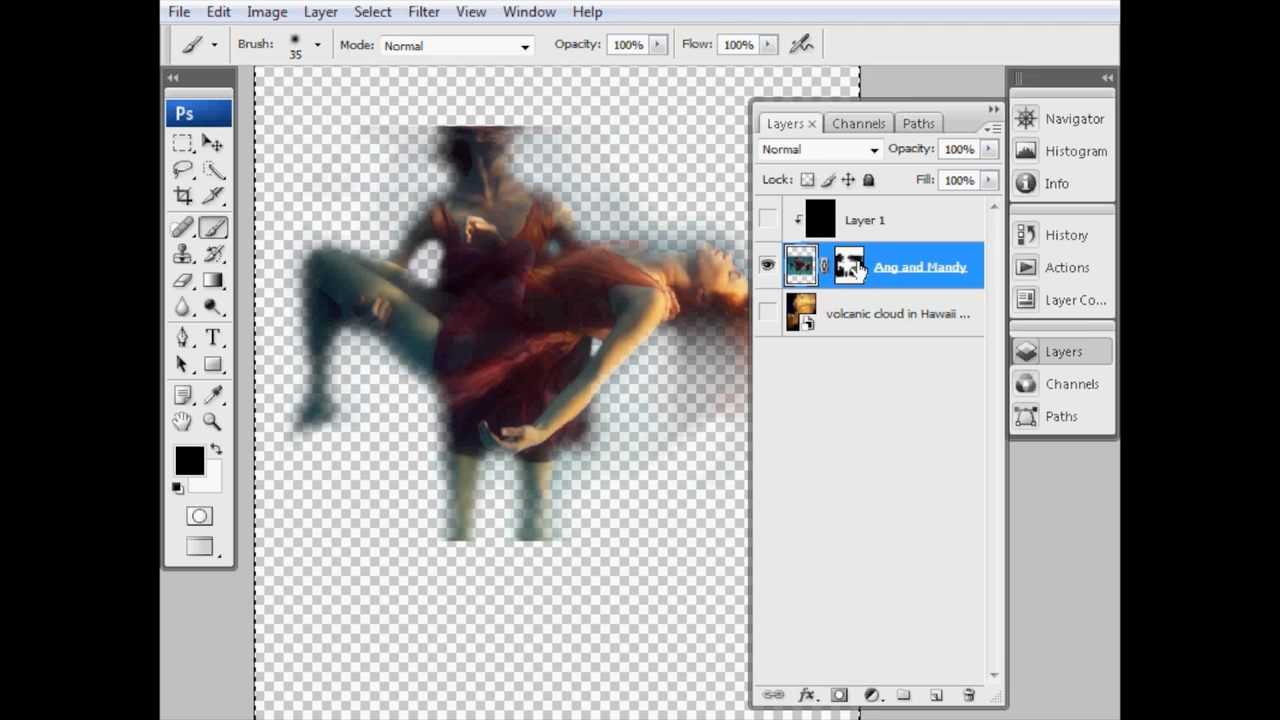 File Edit Image Layer Select Filter View Window Help
Brush: 35 Mode: Normal Opacity: 100% Flow: 100%
Ps
Layers × Channels Paths
Normal Opacity: 100%
Lock: Fill: 100%
Layer 1
Ang and Mandy
volcanic cloud in Hawaii ...
fx
T
Navigator
Histogram
Info
History
Actions
Layer Co...
Layers
Channels
Paths